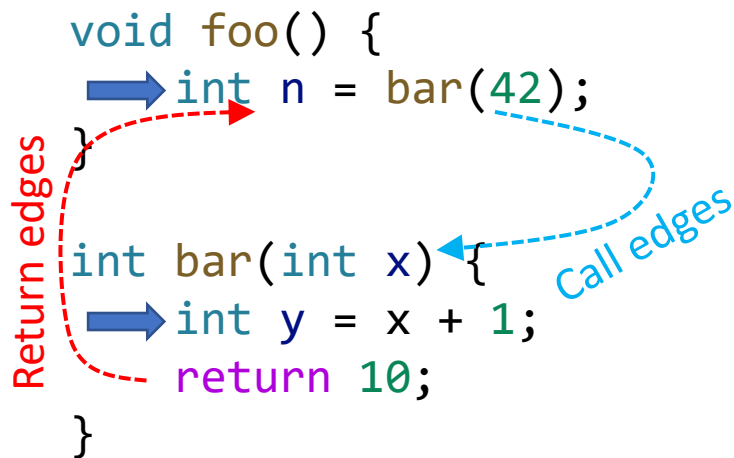 void foo() {
    int n = bar(42);
}
Return edges
Call edges
int bar(int x) {
    int y = x + 1;
    return 10;
}